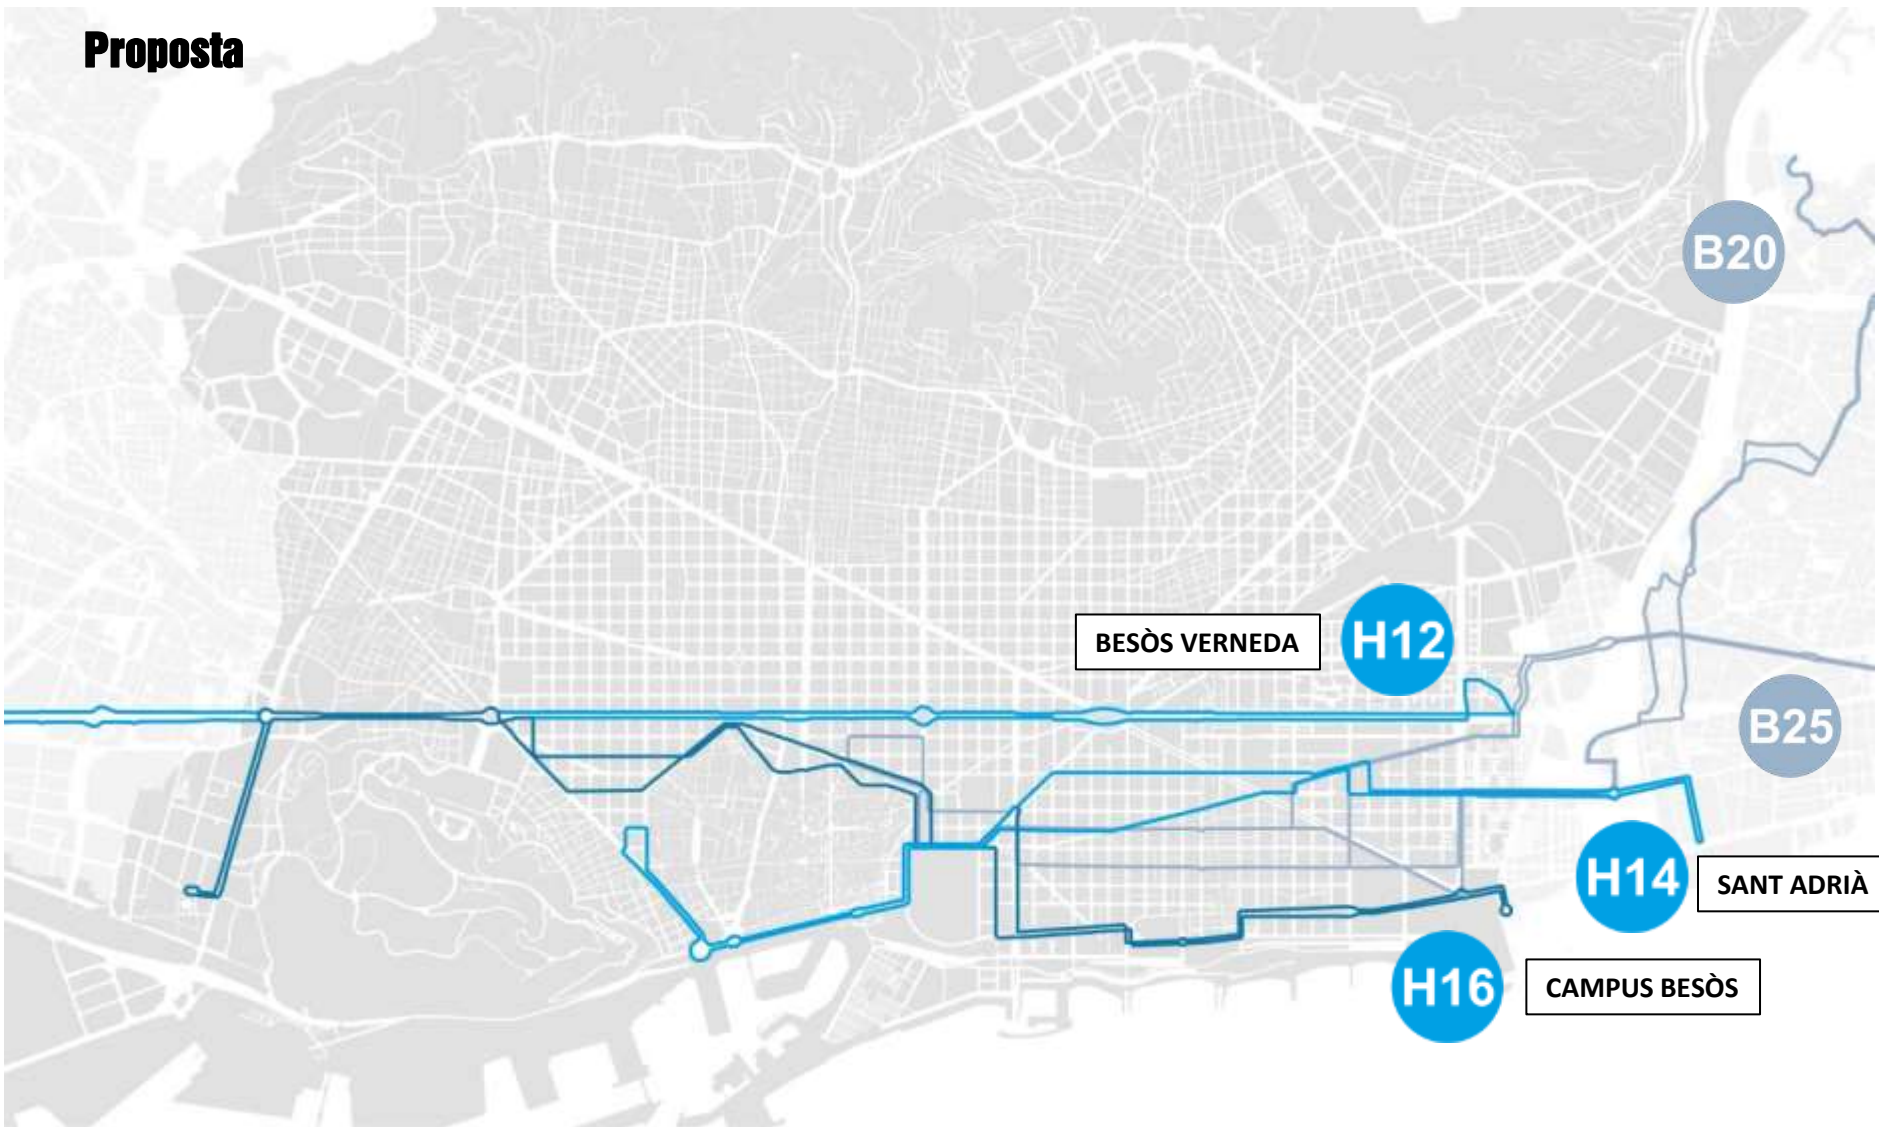 Proposta
B20
BESÒS VERNEDA
H12
B25
H14
SANT ADRIÀ
H16
CAMPUS BESÒS